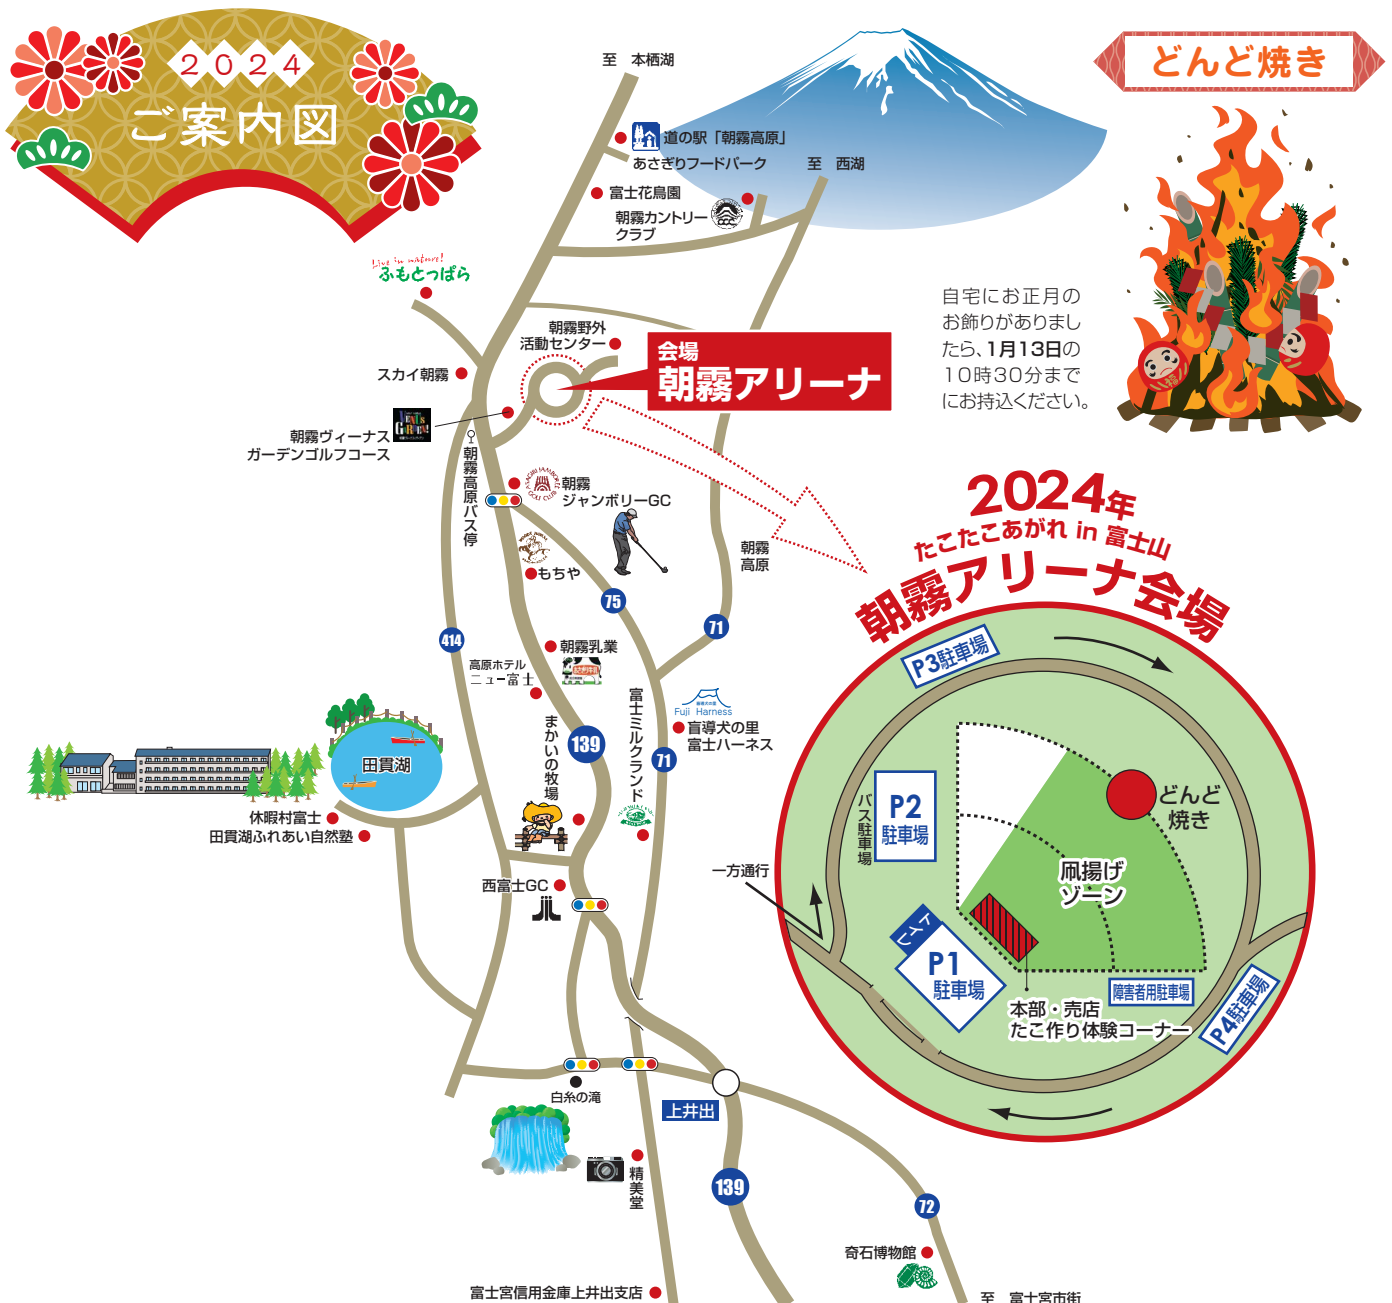 2024
ご案内図
至　本栖湖
道の駅「朝霧高原」
あさぎりフードパーク
至　西湖
富士花鳥園
朝霧カントリー
クラブ
どんど焼き
自宅にお正月の
お飾りがありまし
たら、1月13日の
10時30分まで
にお持込ください。
Live in nature!
ふもとっぱら
朝霧野外
活動センター
会場
朝霧アリーナ
スカイ朝霧
朝霧ヴィーナス
ガーデンゴルフコース
朝霧高原バス停
朝霧
ジャンボリーGC
もちや
朝霧
高原
75
71
414
朝霧乳業
高原ホテル
ニュー富士
まかいの牧場
139
富士ミルクランド
Fuji Harness
盲導犬の里
富士ハーネス
71
田貫湖
休暇村富士
田貫湖ふれあい自然塾
西富士GC
白糸の滝
上井出
精美堂
139
72
奇石博物館
富士宮信用金庫上井出支店
至　富士宮市街
2024年
たこたこあがれ in 富士山
朝霧アリーナ会場
P3駐車場
P2
駐車場
バス駐車場
一方通行
どんど
焼き
凧揚げ
ゾーン
トイレ
P1
駐車場
障害者用駐車場
本部・売店
たこ作り体験コーナー
P4駐車場